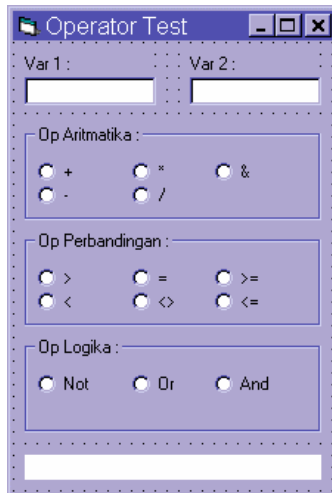 Operator Test
Var 1 : Var 2 :
Op Aritmatika :
+ * &
- /
Op Perbandingan :
> = >=
< <> <=
Op Logika :
Not Or And